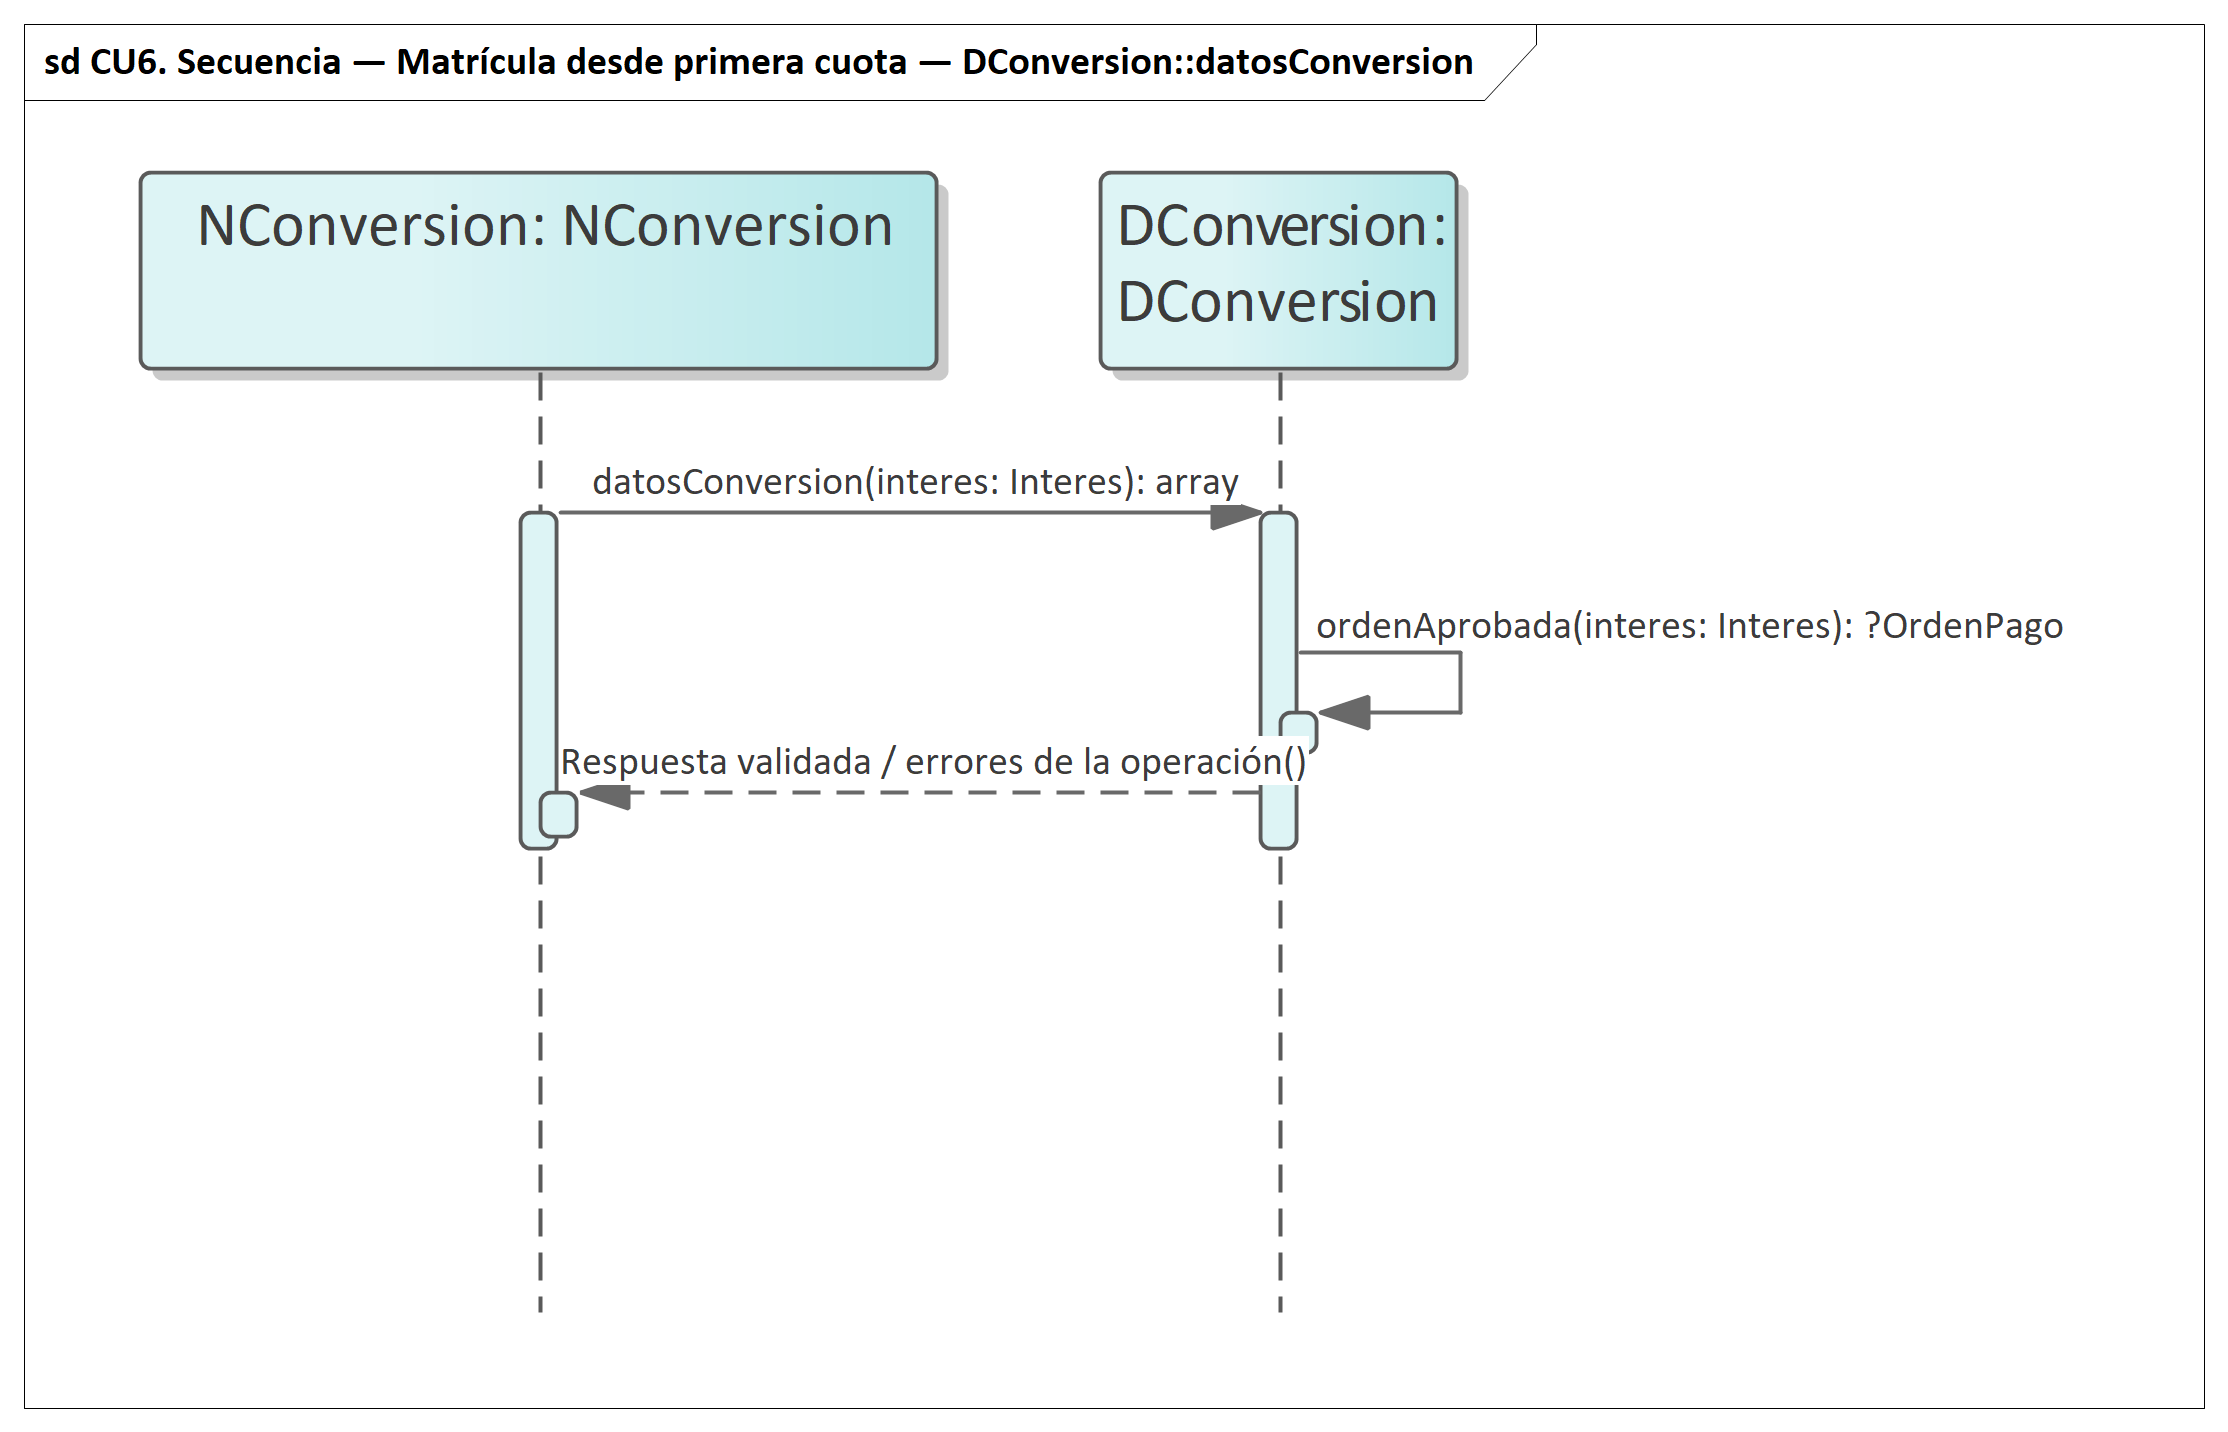 sd CU6. Secuencia — Matrícula desde primera cuota — DConversion::datosConversion
NConversion: NConversion
DConversion:
DConversion
datosConversion(interes: Interes): array
ordenAprobada(interes: Interes): ?OrdenPago
Respuesta validada / errores de la operación()